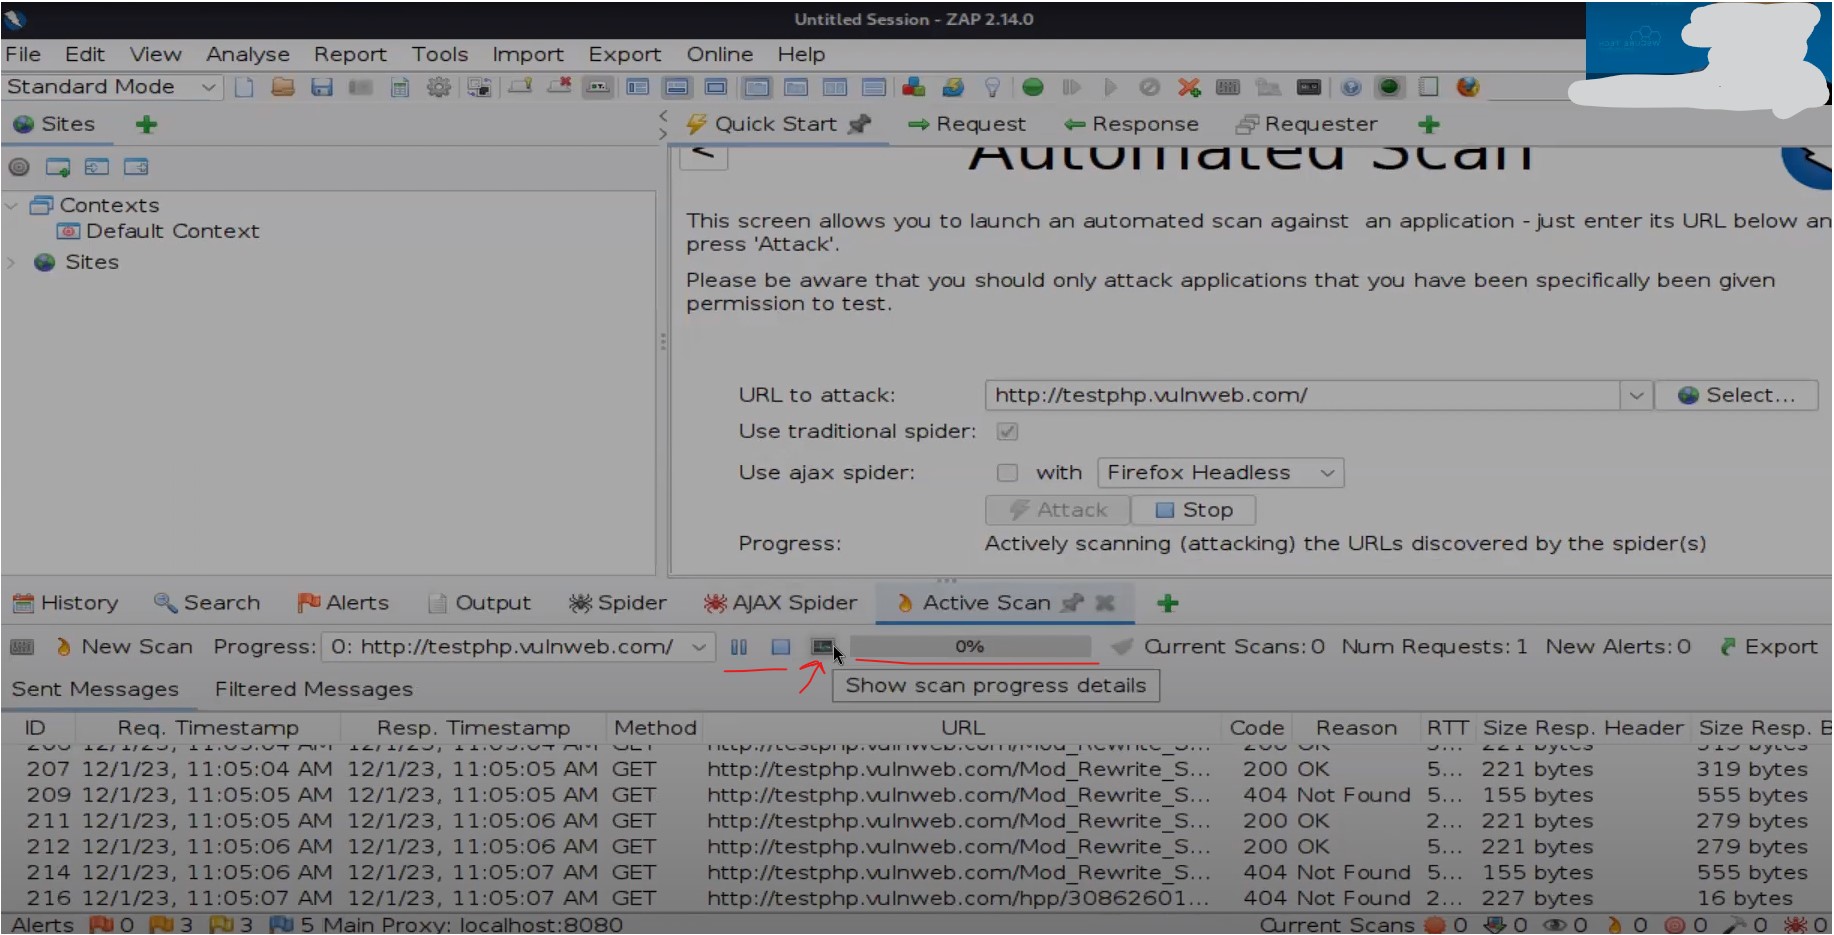 Untitled Session - ZAP 2.14.0
File Edit View Analyse Report Tools Import Export Online Help
Standard Mode
Sites
Quick Start Request Response Requester
Automated Scan
This screen allows you to launch an automated scan against an application - just enter its URL below an
press 'Attack'.
Please be aware that you should only attack applications that you have been specifically been given
permission to test.
Contexts
Default Context
Sites
URL to attack: http://testphp.vulnweb.com/ Select...
Use traditional spider:
Use ajax spider: with Firefox Headless
Attack Stop
Progress: Actively scanning (attacking) the URLs discovered by the spider(s)
History Search Alerts Output Spider AJAX Spider Active Scan
New Scan Progress: 0: http://testphp.vulnweb.com/ 0% Current Scans: 0 Num Requests: 1 New Alerts: 0 Export
Show scan progress details
Sent Messages Filtered Messages
ID Req. Timestamp Resp. Timestamp Method URL Code Reason RTT Size Resp. Header Size Resp. B
207 12/1/23, 11:05:04 AM 12/1/23, 11:05:05 AM GET http://testphp.vulnweb.com/Mod_Rewrite_S... 200 OK 5... 221 bytes 319 bytes
209 12/1/23, 11:05:05 AM 12/1/23, 11:05:05 AM GET http://testphp.vulnweb.com/Mod_Rewrite_S... 404 Not Found 5... 155 bytes 555 bytes
211 12/1/23, 11:05:05 AM 12/1/23, 11:05:06 AM GET http://testphp.vulnweb.com/Mod_Rewrite_S... 200 OK 2... 221 bytes 279 bytes
212 12/1/23, 11:05:06 AM 12/1/23, 11:05:06 AM GET http://testphp.vulnweb.com/Mod_Rewrite_S... 200 OK 5... 221 bytes 279 bytes
214 12/1/23, 11:05:06 AM 12/1/23, 11:05:07 AM GET http://testphp.vulnweb.com/Mod_Rewrite_S... 404 Not Found 5... 155 bytes 555 bytes
216 12/1/23, 11:05:07 AM 12/1/23, 11:05:07 AM GET http://testphp.vulnweb.com/hpp/30862601... 404 Not Found 2... 227 bytes 16 bytes
Alerts 0 3 3 5 Main Proxy: localhost:8080 Current Scans 0 0 0 0 0 0 0